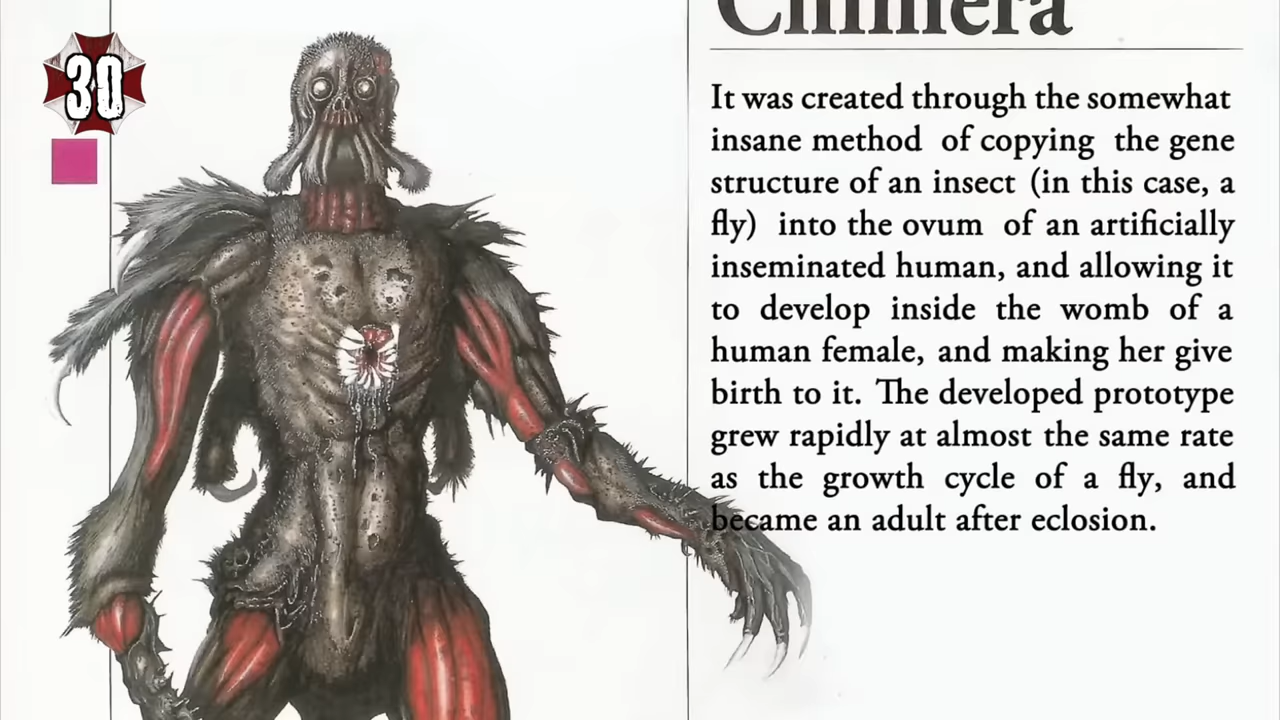 Chimera
30
It was created through the somewhat
insane method of copying the gene
structure of an insect (in this case, a
fly) into the ovum of an artificially
inseminated human, and allowing it
to develop inside the womb of a
human female, and making her give
birth to it. The developed prototype
grew rapidly at almost the same rate
as the growth cycle of a fly, and
became an adult after eclosion.